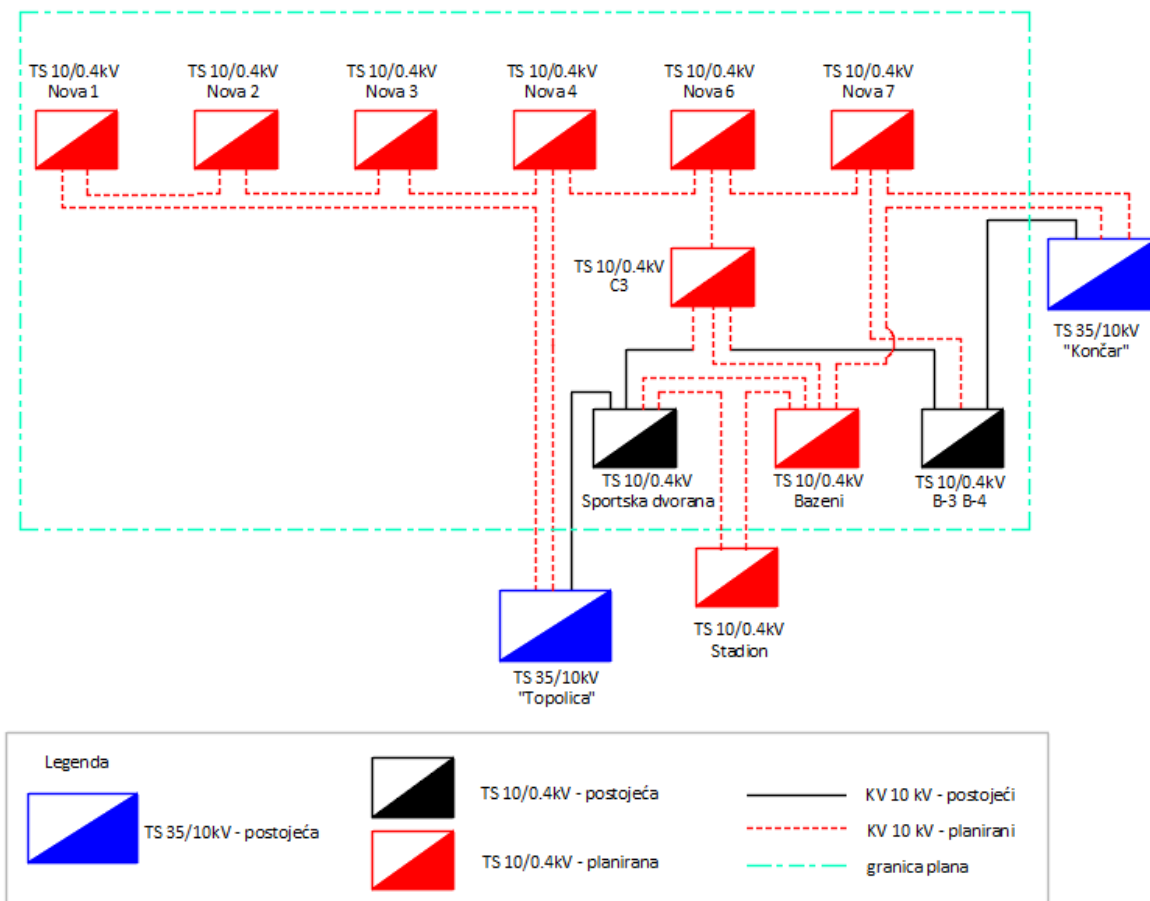 TS 10/0.4kV
Nova 1
TS 10/0.4kV
Nova 2
TS 10/0.4kV
Nova 3
TS 10/0.4kV
Nova 4
TS 10/0.4kV
Nova 6
TS 10/0.4kV
Nova 7
TS 10/0.4kV
C3
TS 35/10kV
"Končar"
TS 10/0.4kV
Sportska dvorana
TS 10/0.4kV
Bazeni
TS 10/0.4kV
B-3 B-4
TS 10/0.4kV
Stadion
TS 35/10kV
"Topolica"
Legenda
TS 35/10kV - postojeća
TS 10/0.4kV - postojeća
TS 10/0.4kV - planirana
KV 10 kV - postojeći
KV 10 kV - planirani
granica plana